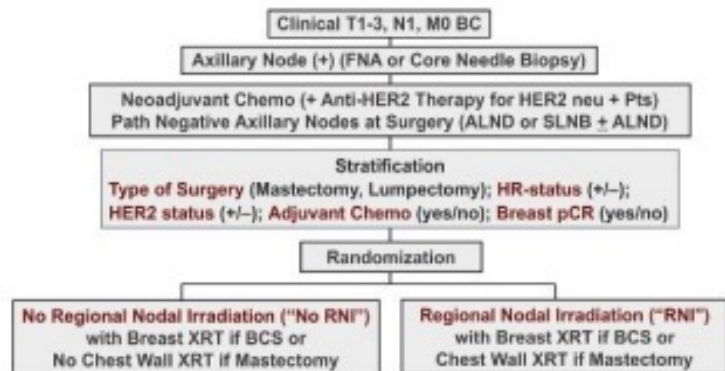 Clinical T1-3, N1, M0 BC
Axillary Node (+) (FNA or Core Needle Biopsy)
Neoadjuvant Chemo (+ Anti-HER2 Therapy for HER2 neu + Pts)
Path Negative Axillary Nodes at Surgery (ALND or SLNB ± ALND)
Stratification
Type of Surgery (Mastectomy, Lumpectomy); HR-status (+/–);
HER2 status (+/–); Adjuvant Chemo (yes/no); Breast pCR (yes/no)
Randomization
No Regional Nodal Irradiation (“No RNI”)
with Breast XRT if BCS or
No Chest Wall XRT if Mastectomy
Regional Nodal Irradiation (“RNI”)
with Breast XRT if BCS or
Chest Wall XRT if Mastectomy